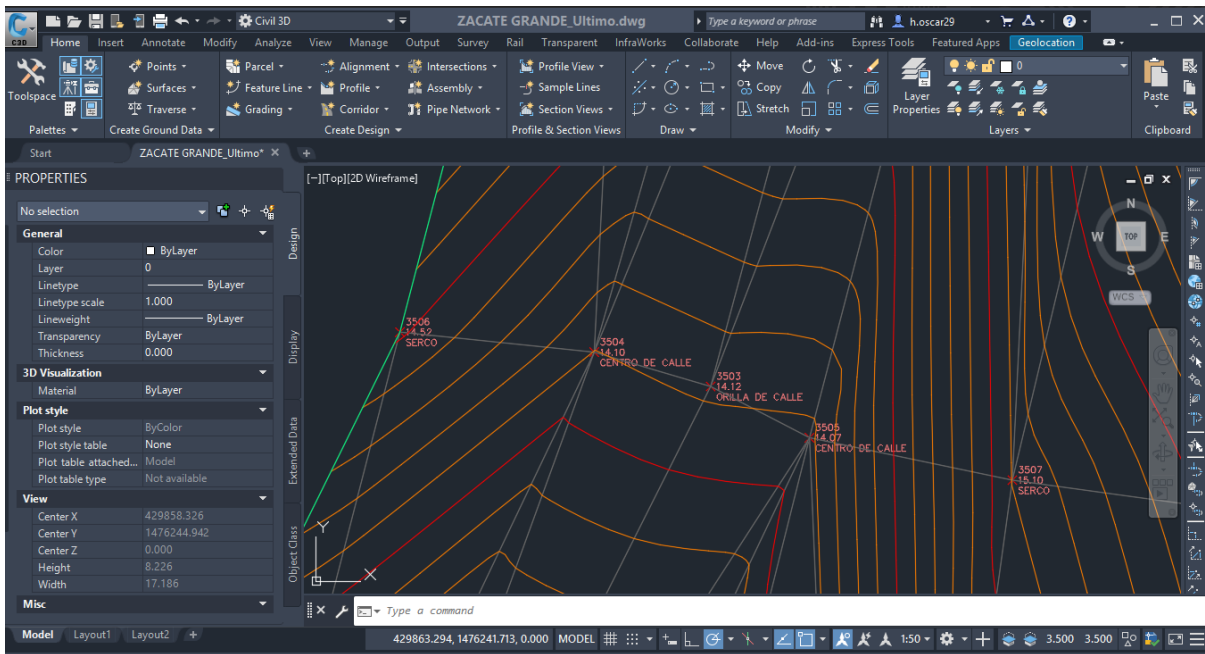 C3D
Civil 3D
ZACATE GRANDE_Ultimo.dwg
Type a keyword or phrase
h.oscar29
Home Insert Annotate Modify Analyze View Manage Output Survey Rail Transparent InfraWorks Collaborate Help Add-ins Express Tools Featured Apps Geolocation
Toolspace
Points
Surfaces
Traverse
Parcel
Feature Line
Grading
Alignment
Profile
Corridor
Intersections
Assembly
Pipe Network
Profile View
Sample Lines
Section Views
Move
Copy
Stretch
Layer
Properties
0
Paste
Palettes
Create Ground Data
Create Design
Profile & Section Views
Draw
Modify
Layers
Clipboard
Start
ZACATE GRANDE_Ultimo*
PROPERTIES
No selection
General
Color ByLayer
Layer 0
Linetype ByLayer
Linetype scale 1.000
Lineweight ByLayer
Transparency ByLayer
Thickness 0.000
3D Visualization
Material ByLayer
Plot style
Plot style ByColor
Plot style table None
Plot table attached... Model
Plot table type Not available
View
Center X 429858.326
Center Y 1476244.942
Center Z 0.000
Height 8.226
Width 17.186
Misc
Design
Display
Extended Data
Object Class
[−][Top][2D Wireframe]
N
W
TOP
E
S
WCS
3506
14.52
SERCO
3504
14.10
CENTRO DE CALLE
3503
14.12
ORILLA DE CALLE
3505
14.07
CENTRO DE CALLE
3507
15.10
SERCO
Y
X
Type a command
Model Layout1 Layout2
429863.294, 1476241.713, 0.000 MODEL 1:50 3.500 3.500